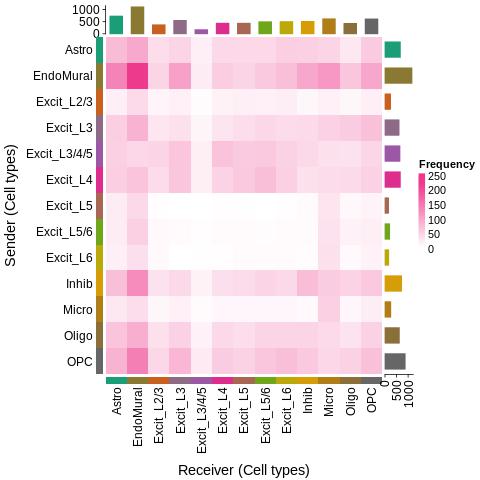 1000
500
0
Astro
EndoMural
Excit_L2/3
Excit_L3
Excit_L3/4/5
Excit_L4
Excit_L5
Excit_L5/6
Excit_L6
Inhib
Micro
Oligo
OPC
Sender (Cell types)
Frequency
250
200
150
100
50
0
0
500
1000
Astro
EndoMural
Excit_L2/3
Excit_L3
Excit_L3/4/5
Excit_L4
Excit_L5
Excit_L5/6
Excit_L6
Inhib
Micro
Oligo
OPC
Receiver (Cell types)